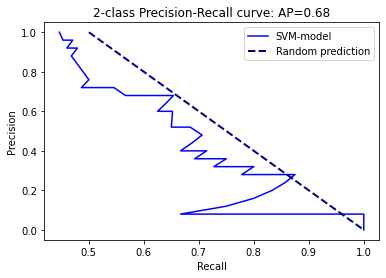 2-class Precision-Recall curve: AP=0.68
SVM-model
Random prediction
Precision
1.0
0.8
0.6
0.4
0.2
0.0
0.5 0.6 0.7 0.8 0.9 1.0
Recall